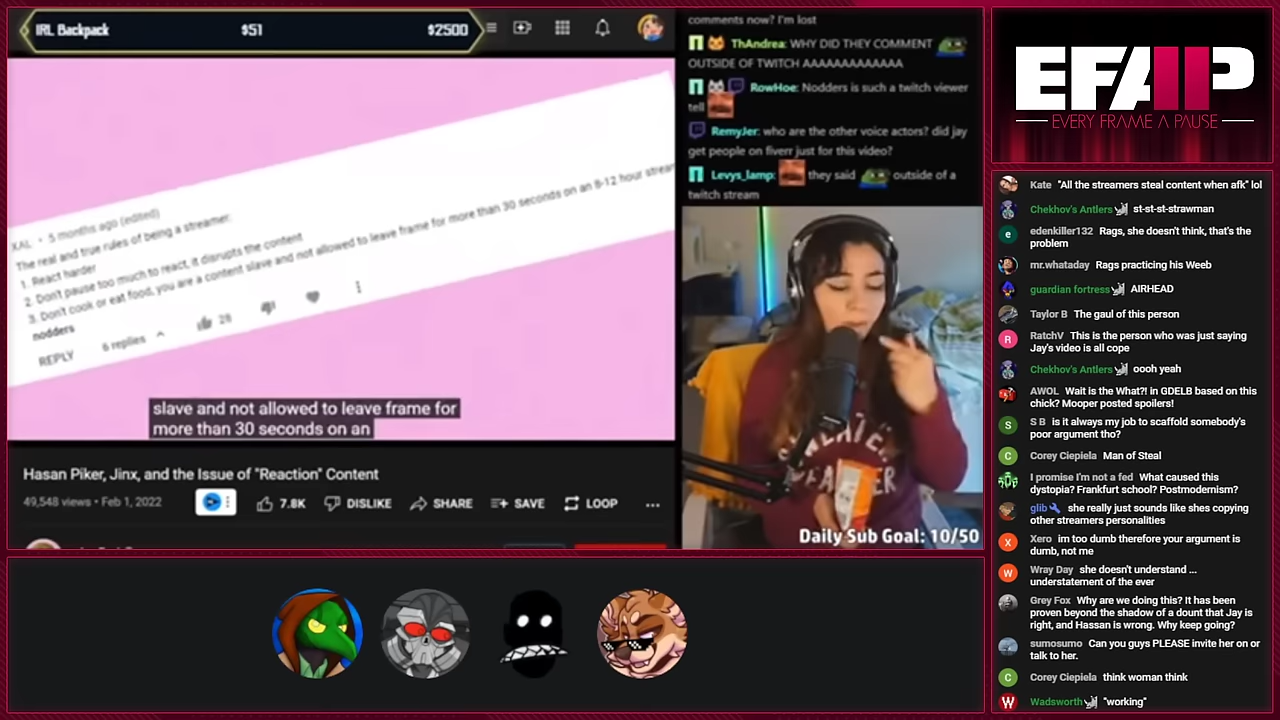 IRL Backpack
$51
$2500
KAL • 5 months ago (edited)
The real and true rules of being a streamer:
1. React harder
2. Don't pause too much to react, it disrupts the content
3. Don't cook or eat food, you are a content slave and not allowed to leave frame for more than 30 seconds on an 8-12 hour stream
nodders
28
REPLY
6 replies
slave and not allowed to leave frame for
more than 30 seconds on an
Hasan Piker, Jinx, and the Issue of "Reaction" Content
49,548 views • Feb 1, 2022
7.8K
DISLIKE
SHARE
SAVE
LOOP
comments now? I'm lost
ThAndrea: WHY DID THEY COMMENT
OUTSIDE OF TWITCH AAAAAAAAAAAAA
RowHoe: Nodders is such a twitch viewer
tell
RemyJer: who are the other voice actors? did jay
get people on fiverr just for this video?
Levys_lamp: they said outside of a
twitch stream
Daily Sub Goal: 10/50
EFAP
EVERY FRAME A PAUSE
Kate "All the streamers steal content when afk" lol
Chekhov's Antlers st-st-st-strawman
edenkiller132 Rags, she doesn't think, that's the
problem
mr.whataday Rags practicing his Weeb
guardian fortress AIRHEAD
Taylor B The gaul of this person
RatchV This is the person who was just saying
Jay's video is all cope
Chekhov's Antlers oooh yeah
AWOL Wait is the What?! in GDELB based on this
chick? Mooper posted spoilers!
S B is it always my job to scaffold somebody's
poor argument tho?
Corey Ciepiela Man of Steal
I promise I'm not a fed What caused this
dystopia? Frankfurt school? Postmodernism?
glib she really just sounds like shes copying
other streamers personalities
Xero im too dumb therefore your argument is
dumb, not me
Wray Day she doesn't understand ...
understatement of the ever
Grey Fox Why are we doing this? It has been
proven beyond the shadow of a dount that Jay is
right, and Hassan is wrong. Why keep going?
sumosumo Can you guys PLEASE invite her on or
talk to her.
Corey Ciepiela think woman think
Wadsworth "working"